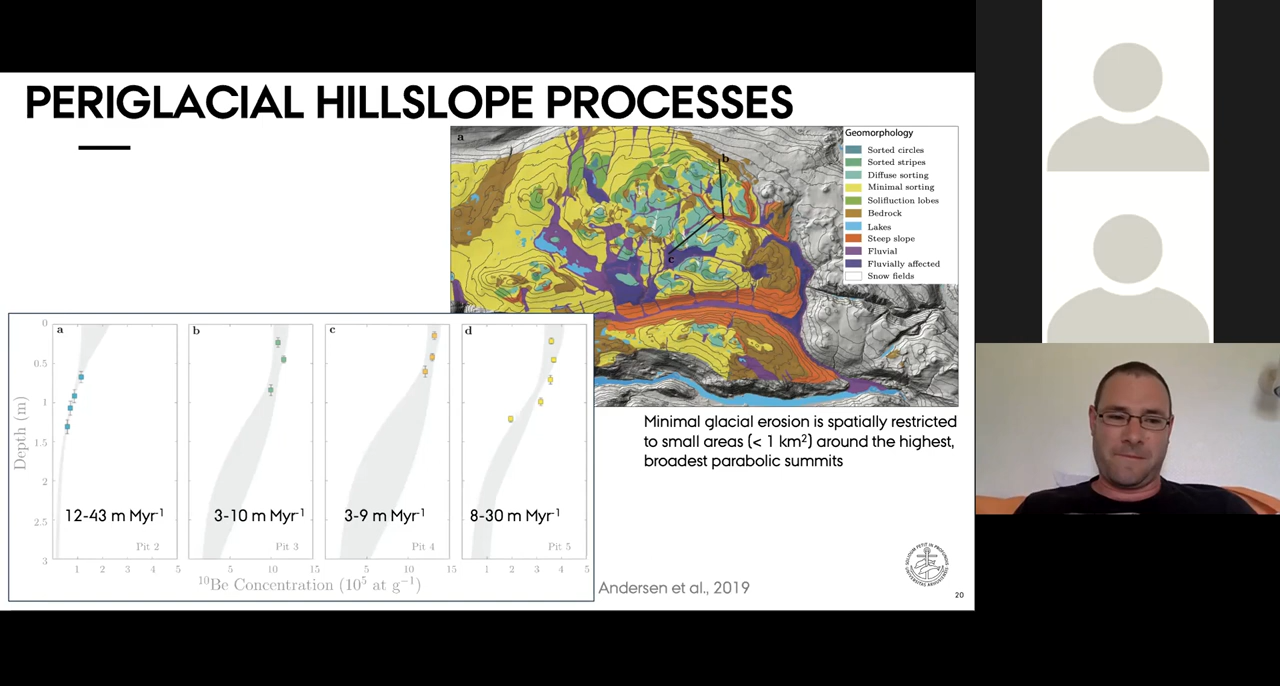 PERIGLACIAL HILLSLOPE PROCESSES
a
b
c
Geomorphology
Sorted circles
Sorted stripes
Diffuse sorting
Minimal sorting
Solifluction lobes
Bedrock
Lakes
Steep slope
Fluvial
Fluvially affected
Snow fields
Depth (m)
0
0.5
1
1.5
2
2.5
3
a
12-43 m Myr-1
Pit 2
1 2 3 4 5
b
3-10 m Myr-1
Pit 3
5 10 15
c
3-9 m Myr-1
Pit 4
5 10 15
d
8-30 m Myr-1
Pit 5
1 2 3 4 5
10Be Concentration (10⁵ at g⁻¹)
Minimal glacial erosion is spatially restricted
to small areas (< 1 km²) around the highest,
broadest parabolic summits
Andersen et al., 2019
20